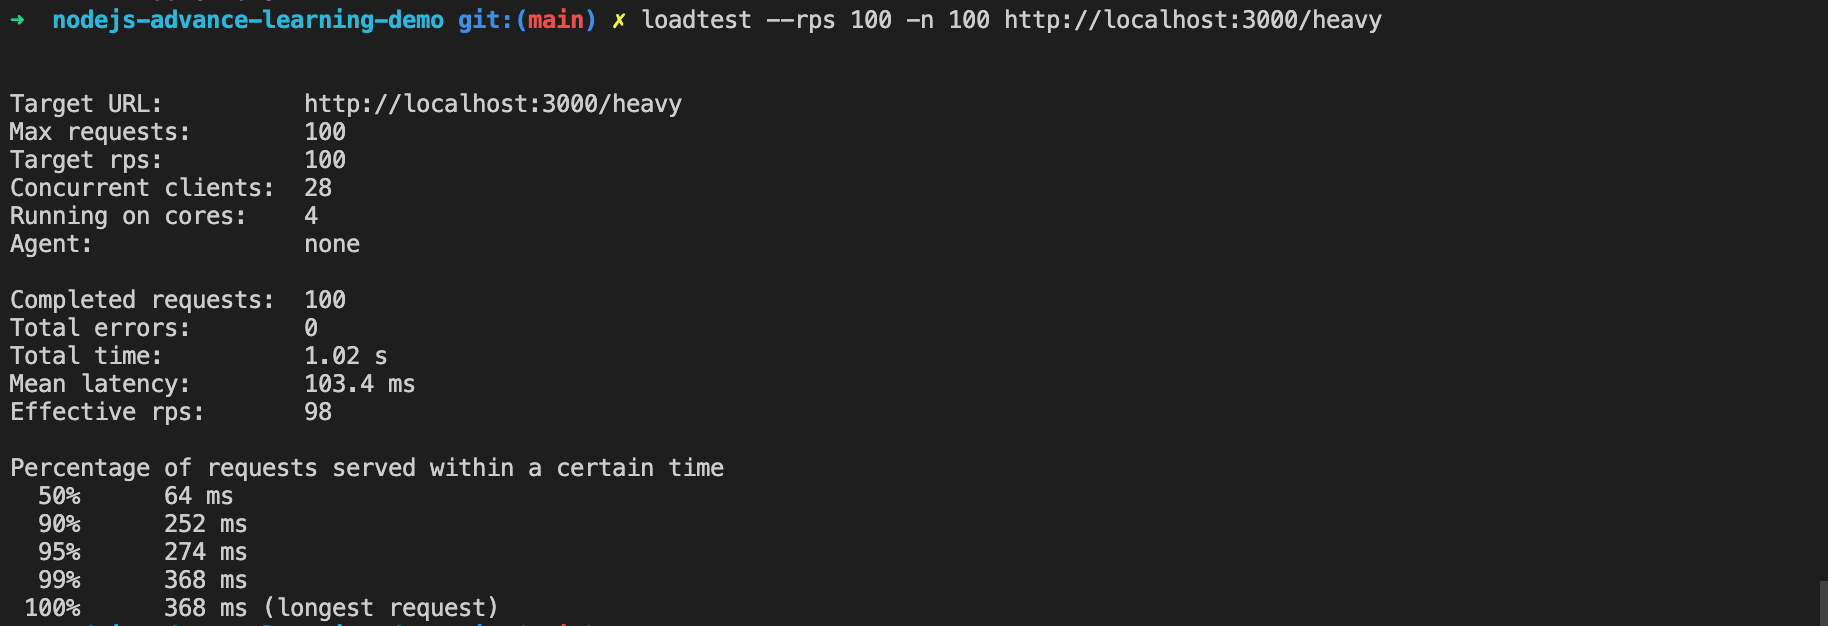 ➜ nodejs-advance-learning-demo git:(main) ✗ loadtest --rps 100 -n 100 http://localhost:3000/heavy
Target URL: http://localhost:3000/heavy
Max requests: 100
Target rps: 100
Concurrent clients: 28
Running on cores: 4
Agent: none
Completed requests: 100
Total errors: 0
Total time: 1.02 s
Mean latency: 103.4 ms
Effective rps: 98
Percentage of requests served within a certain time
50% 64 ms
90% 252 ms
95% 274 ms
99% 368 ms
100% 368 ms (longest request)